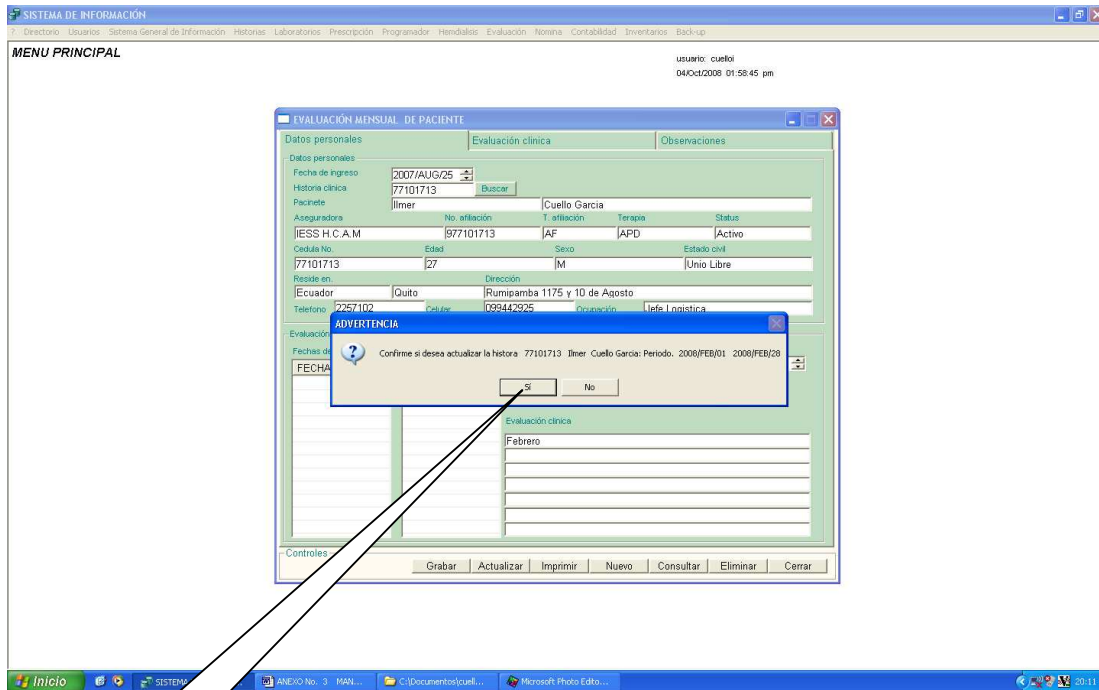 SISTEMA DE INFORMACIÓN
? Directorio Usuarios Sistema General de Información Historias Laboratorios Prescripción Programador Hemdialisis Evaluación Nomina Contabilidad Inventarios Back-up
MENU PRINCIPAL
usuario: cuelloi
04/Oct/2008 01:58:45 pm
EVALUACIÓN MENSUAL DE PACIENTE
Datos personales Evaluación clinica Observaciones
Datos personales
Fecha de ingreso 2007/AUG/25
Historia clinica 77101713 Buscar
Pacinete Ilmer Cuello Garcia
Aseguradora No. afiliación T. afiliación Terapia Status
IESS H.C.A.M 977101713 AF APD Activo
Cedula No. Edad Sexo Estado civil
77101713 27 M Unio Libre
Reside en. Dirección
Ecuador Quito Rumipamba 1175 y 10 de Agosto
Telefono 2257102 Celular 099442925 Ocupación Jefe Logistica
ADVERTENCIA
Evaluación
Confirme si desea actualizar la histora 77101713 Ilmer Cuello Garcia: Periodo. 2008/FEB/01 2008/FEB/28
Fechas de
FECHA
Sí No
Evaluación clinica
Febrero
Controles
Grabar Actualizar Imprimir Nuevo Consultar Eliminar Cerrar
Inicio SISTEMA ANEXO No. 3 MAN... C:\Documentos\cuell... Microsoft Photo Edito... 20:11